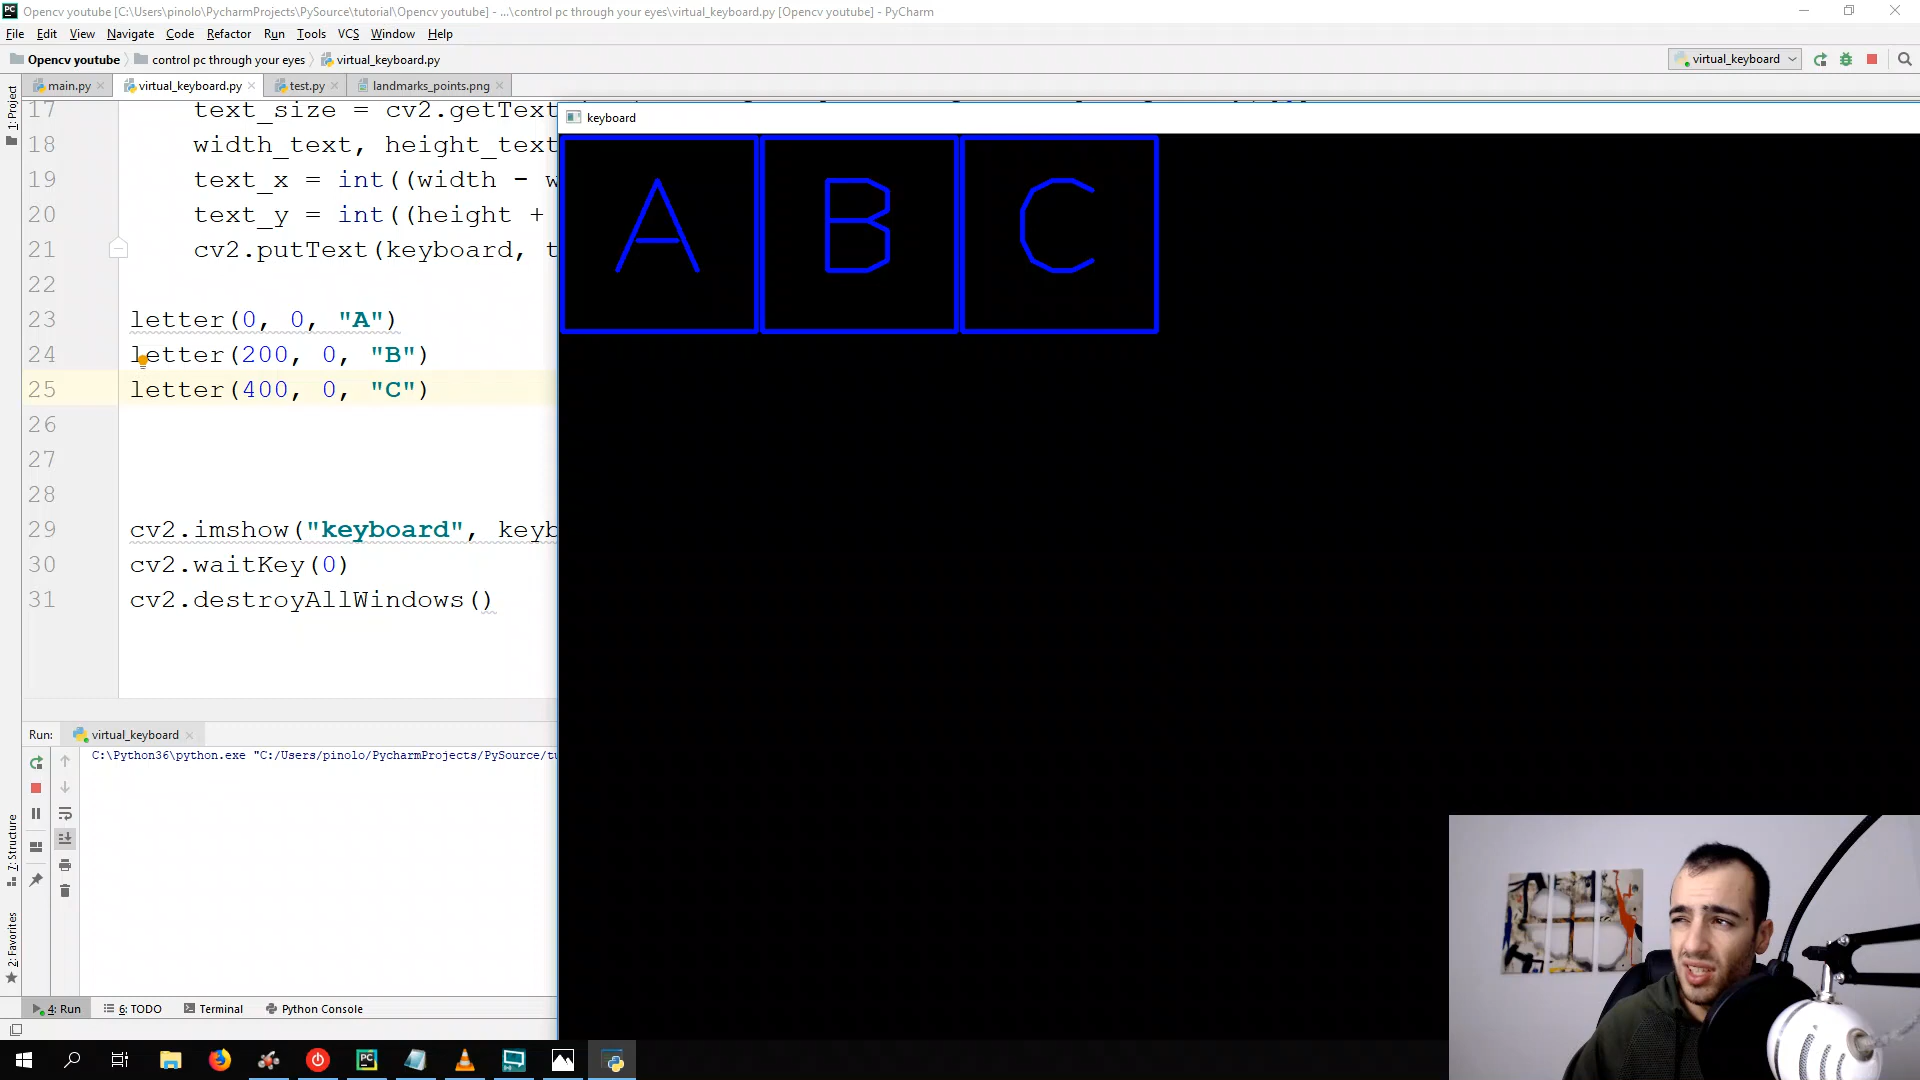 Opencv youtube [C:\Users\pinolo\PycharmProjects\PySource\tutorial\Opencv youtube] - ...\control pc through your eyes\virtual_keyboard.py [Opencv youtube] - PyCharm
File Edit View Navigate Code Refactor Run Tools VCS Window Help
Opencv youtube control pc through your eyes virtual_keyboard.py
virtual_keyboard
main.py virtual_keyboard.py test.py landmarks_points.png
1: Project
17 text_size = cv2.getText
keyboard
18 width_text, height_text
19 text_x = int((width - w
20 text_y = int((height +
21 cv2.putText(keyboard, t
22
A B C
23 letter(0, 0, "A")
24 letter(200, 0, "B")
25 letter(400, 0, "C")
26
27
28
29 cv2.imshow("keyboard", keyb
30 cv2.waitKey(0)
31 cv2.destroyAllWindows()
Run: virtual_keyboard
C:\Python36\python.exe "C:/Users/pinolo/PycharmProjects/PySource/tu
7: Structure
2: Favorites
4: Run 6: TODO Terminal Python Console